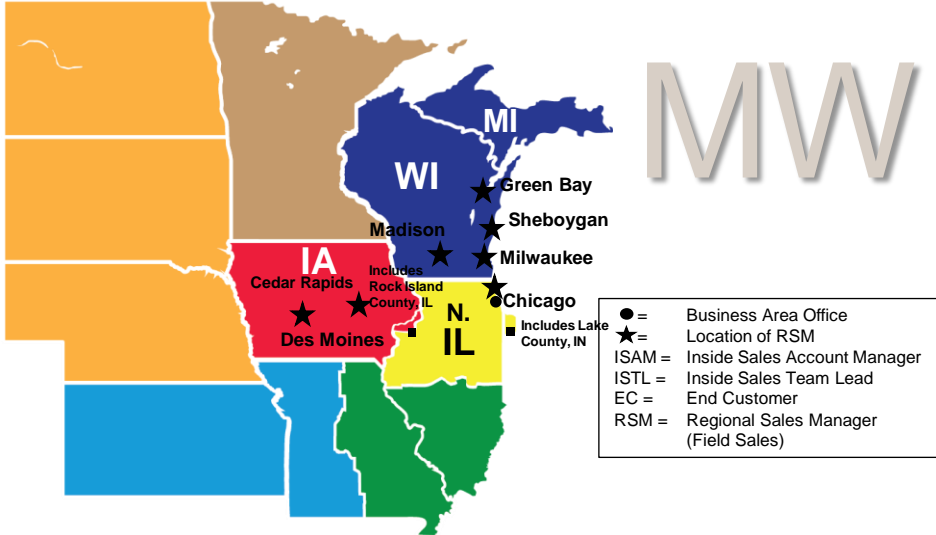 MW
MI
WI
Green Bay
Sheboygan
Madison
Milwaukee
IA
Includes
Rock Island
County, IL
Cedar Rapids
Des Moines
Chicago
N.
IL
Includes Lake
County, IN
= Business Area Office
= Location of RSM
ISAM = Inside Sales Account Manager
ISTL = Inside Sales Team Lead
EC = End Customer
RSM = Regional Sales Manager
(Field Sales)